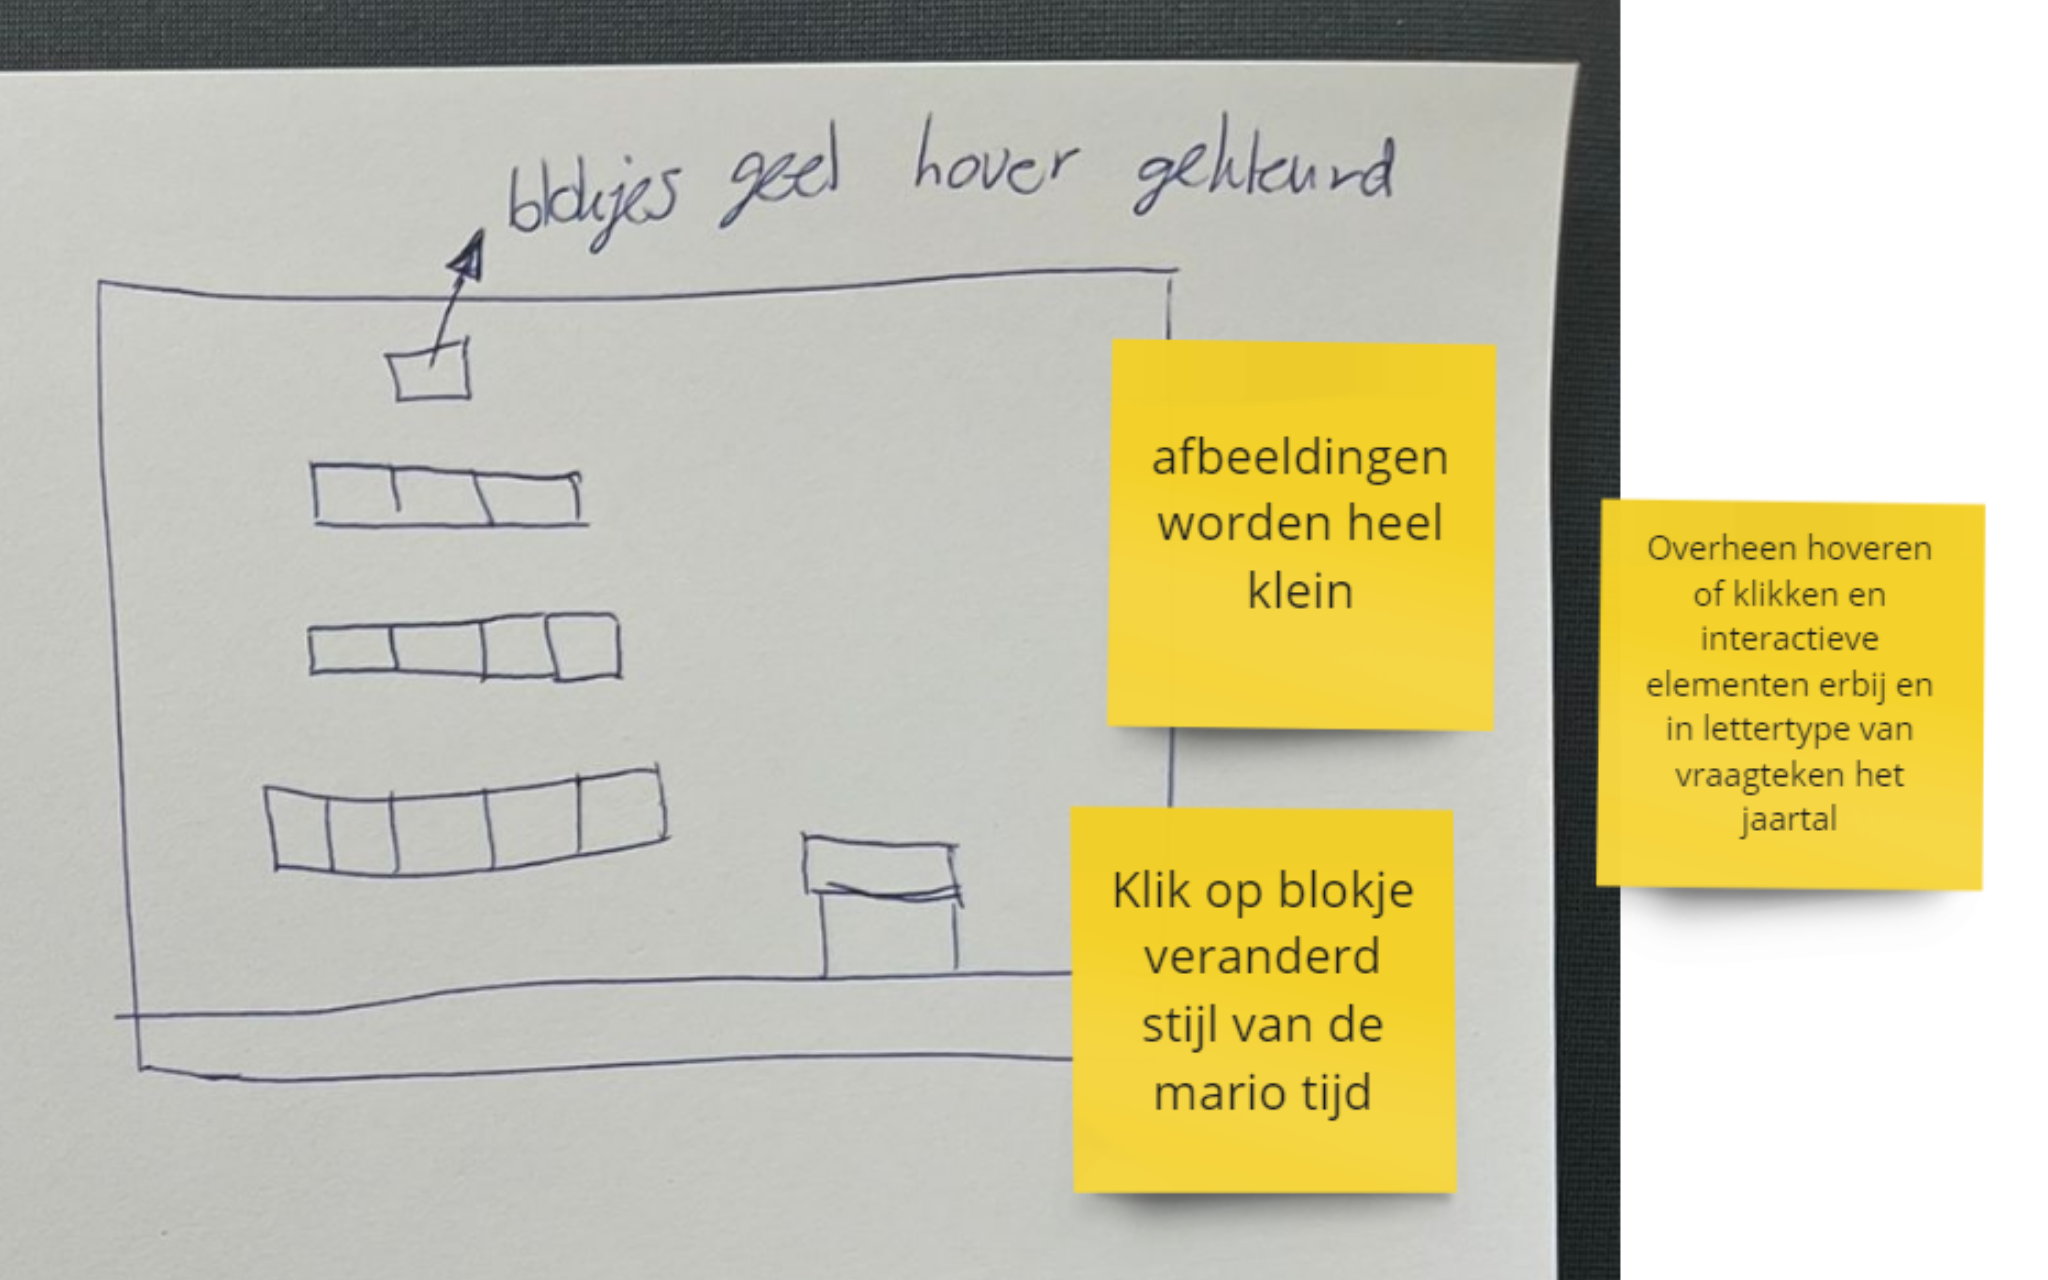 blokjes geel hover gekleurd
afbeeldingen
worden heel
klein
Overheen hoveren
of klikken en
interactieve
elementen erbij en
in lettertype van
vraagteken het
jaartal
Klik op blokje
veranderd
stijl van de
mario tijd